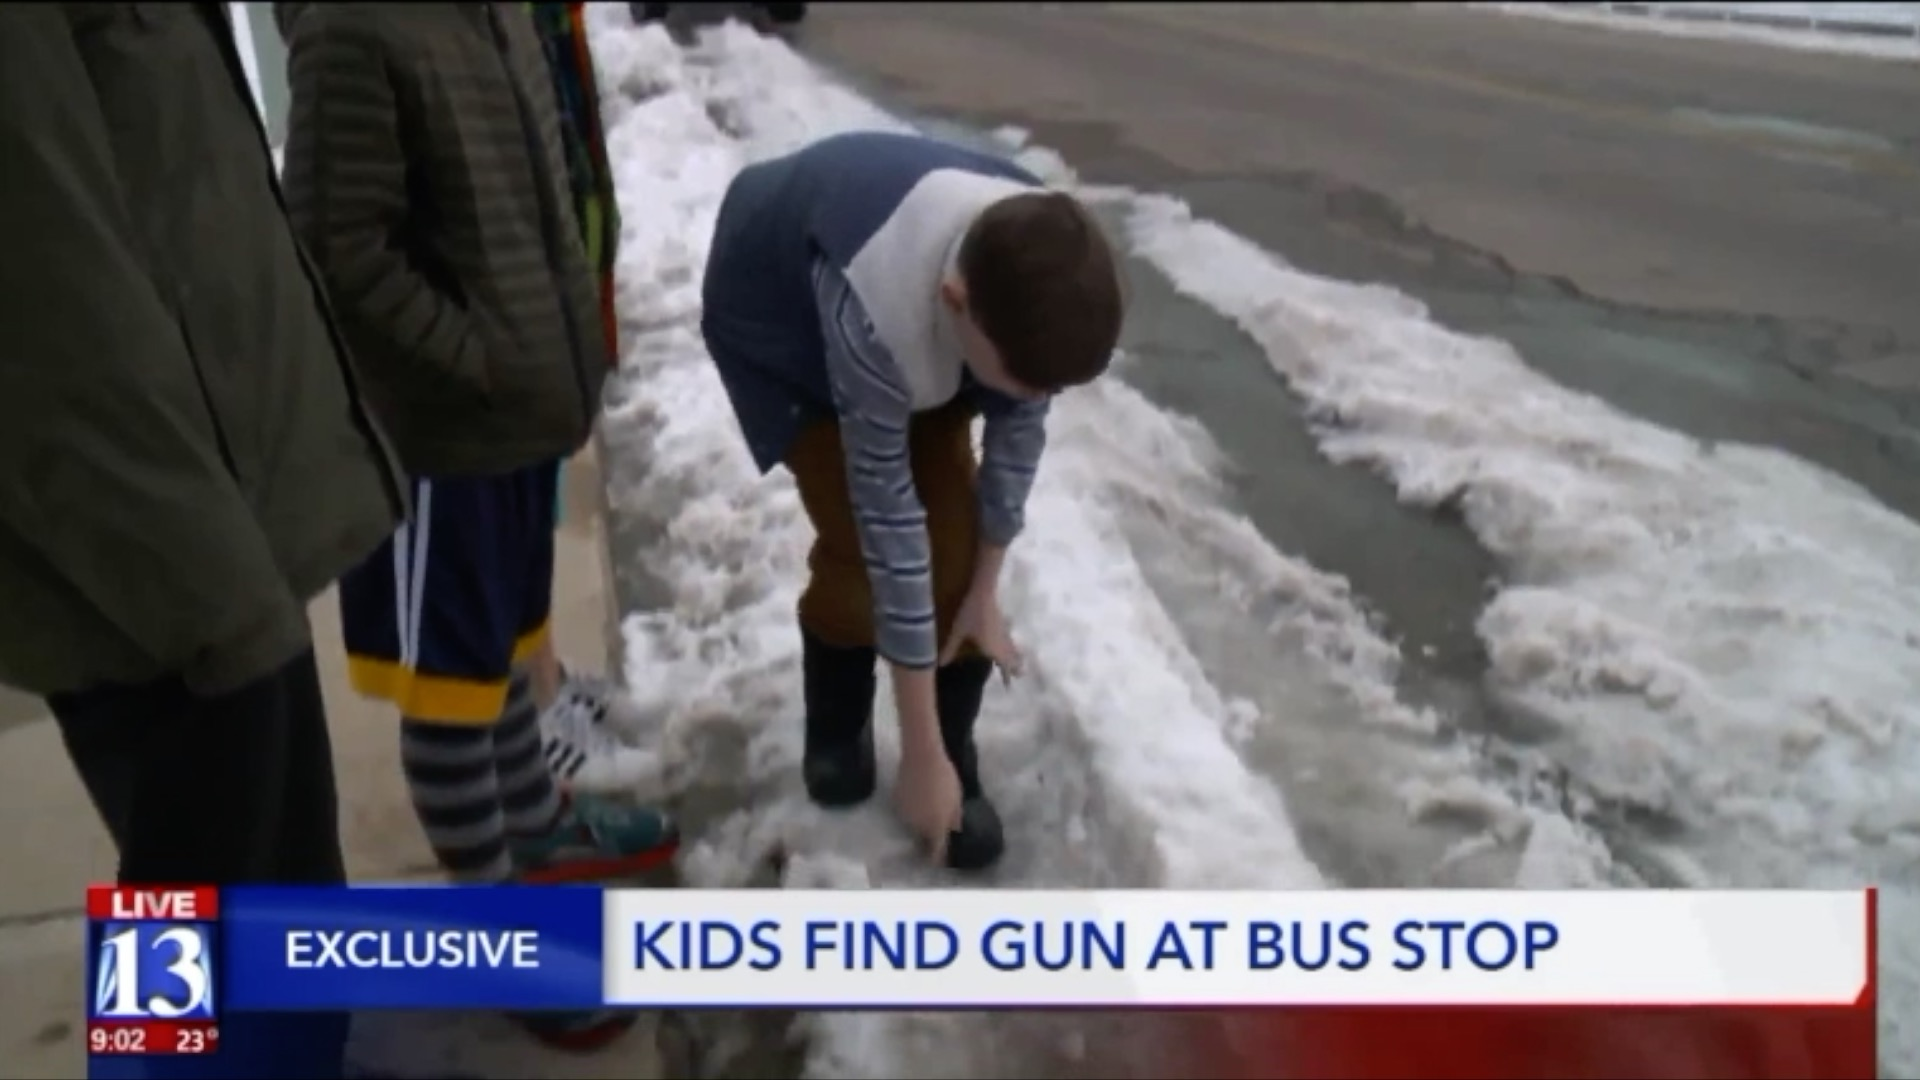 LIVE
13
9:02 23°
EXCLUSIVE
KIDS FIND GUN AT BUS STOP